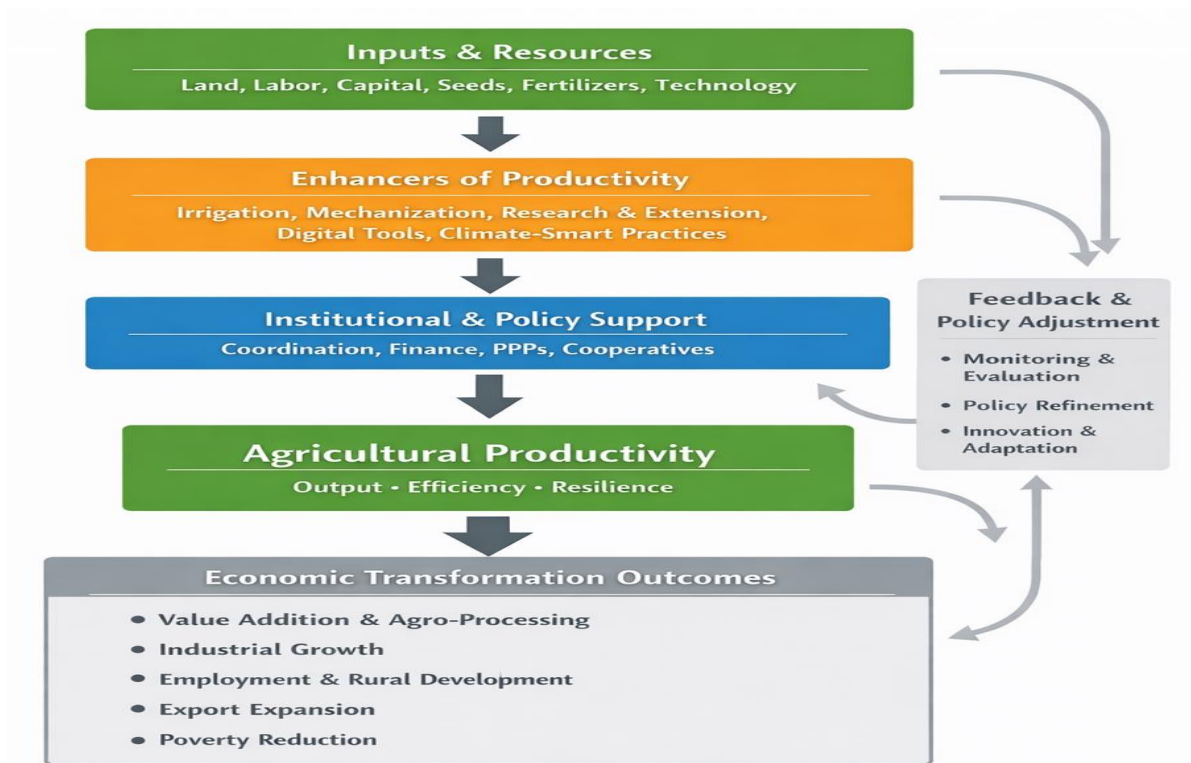 Inputs & Resources
Land, Labor, Capital, Seeds, Fertilizers, Technology
Enhancers of Productivity
Irrigation, Mechanization, Research & Extension,
Digital Tools, Climate-Smart Practices
Institutional & Policy Support
Coordination, Finance, PPPs, Cooperatives
Agricultural Productivity
Output • Efficiency • Resilience
Economic Transformation Outcomes
• Value Addition & Agro-Processing
• Industrial Growth
• Employment & Rural Development
• Export Expansion
• Poverty Reduction
Feedback &
Policy Adjustment
• Monitoring &
Evaluation
• Policy Refinement
• Innovation &
Adaptation